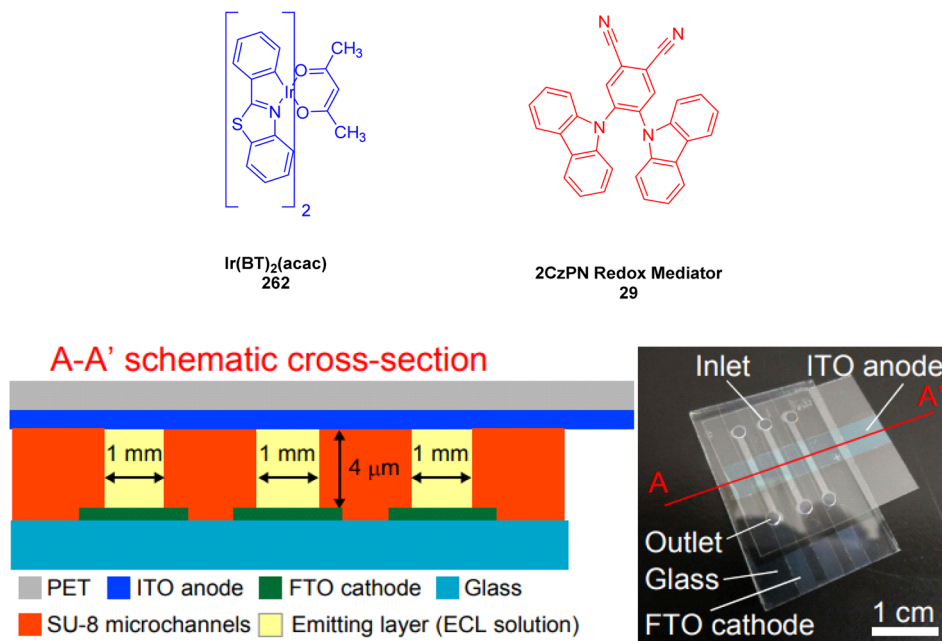 N
N
CH₃
O
Ir
O
N
S
CH₃
2
N
N
Ir(BT)₂(acac)
262
2CzPN Redox Mediator
29
A-A' schematic cross-section
1 mm
1 mm
4 μm
1 mm
PET
ITO anode
FTO cathode
Glass
SU-8 microchannels
Emitting layer (ECL solution)
Inlet
ITO anode
A'
A
Outlet
Glass
FTO cathode
1 cm